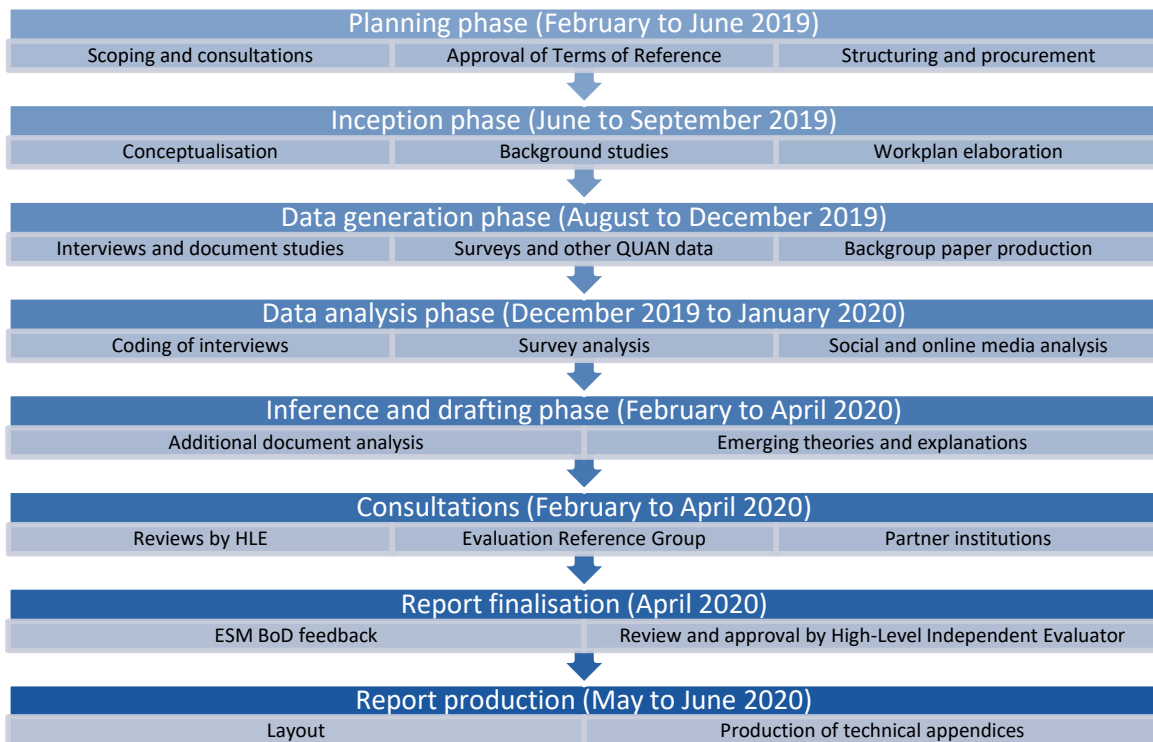 Planning phase (February to June 2019)
Scoping and consultations Approval of Terms of Reference Structuring and procurement
Inception phase (June to September 2019)
Conceptualisation Background studies Workplan elaboration
Data generation phase (August to December 2019)
Interviews and document studies Surveys and other QUAN data Backgroup paper production
Data analysis phase (December 2019 to January 2020)
Coding of interviews Survey analysis Social and online media analysis
Inference and drafting phase (February to April 2020)
Additional document analysis Emerging theories and explanations
Consultations (February to April 2020)
Reviews by HLE Evaluation Reference Group Partner institutions
Report finalisation (April 2020)
ESM BoD feedback Review and approval by High-Level Independent Evaluator
Report production (May to June 2020)
Layout Production of technical appendices